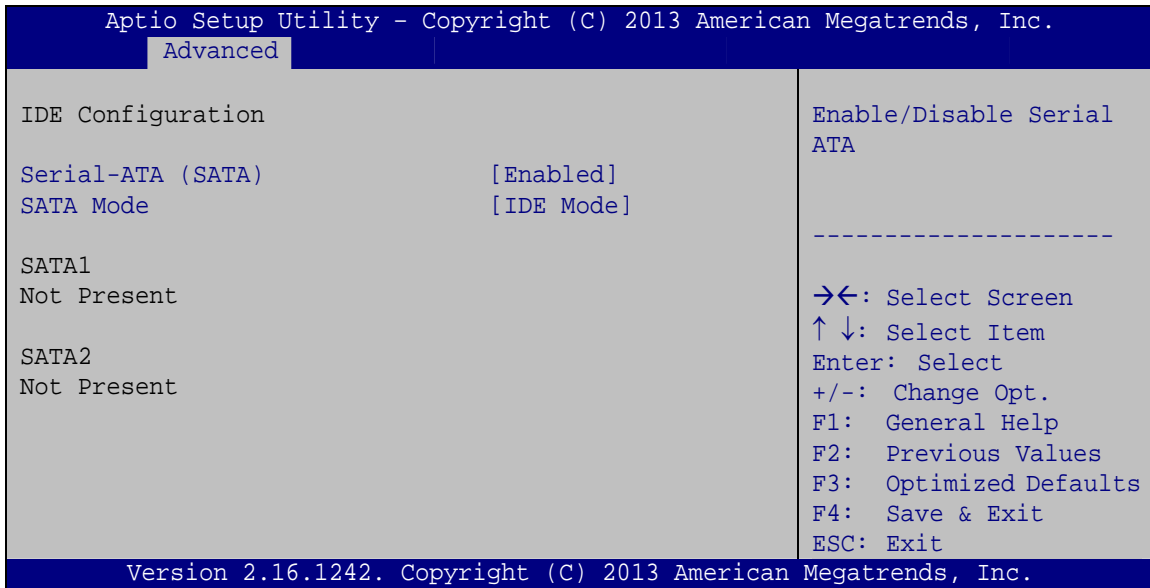 Aptio Setup Utility – Copyright (C) 2013 American Megatrends, Inc.
Advanced
IDE Configuration
Serial-ATA (SATA) [Enabled]
SATA Mode [IDE Mode]
SATA1
Not Present
SATA2
Not Present
Enable/Disable Serial
ATA
---------------------
→←: Select Screen
↑ ↓: Select Item
Enter: Select
+/-: Change Opt.
F1: General Help
F2: Previous Values
F3: Optimized Defaults
F4: Save & Exit
ESC: Exit
Version 2.16.1242. Copyright (C) 2013 American Megatrends, Inc.